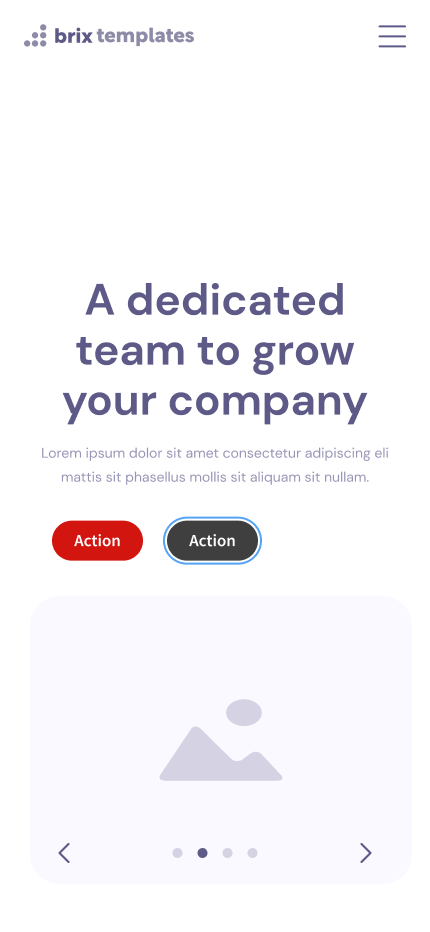 brix templates
A dedicated
team to grow
your company
Lorem ipsum dolor sit amet consectetur adipiscing eli
mattis sit phasellus mollis sit aliquam sit nullam.
Action Action